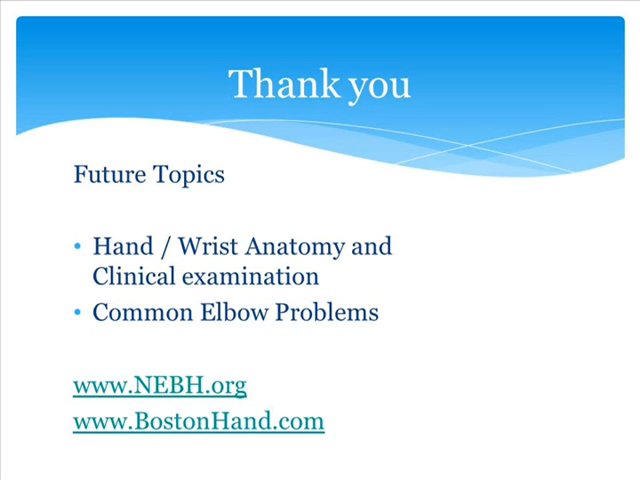 Thank you
Future Topics
• Hand / Wrist Anatomy and
Clinical examination
• Common Elbow Problems
www.NEBH.org
www.BostonHand.com